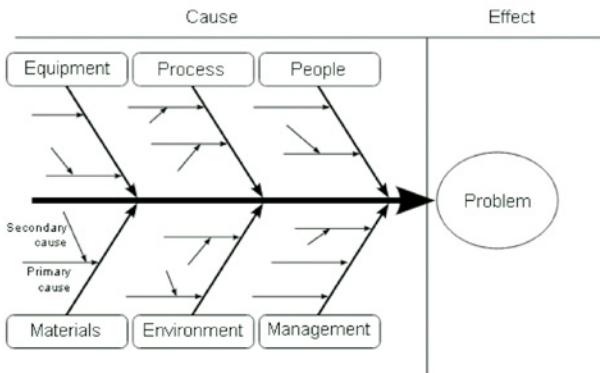 Cause
Effect
Equipment
Process
People
Problem
Secondary
cause
Primary
cause
Materials
Environment
Management